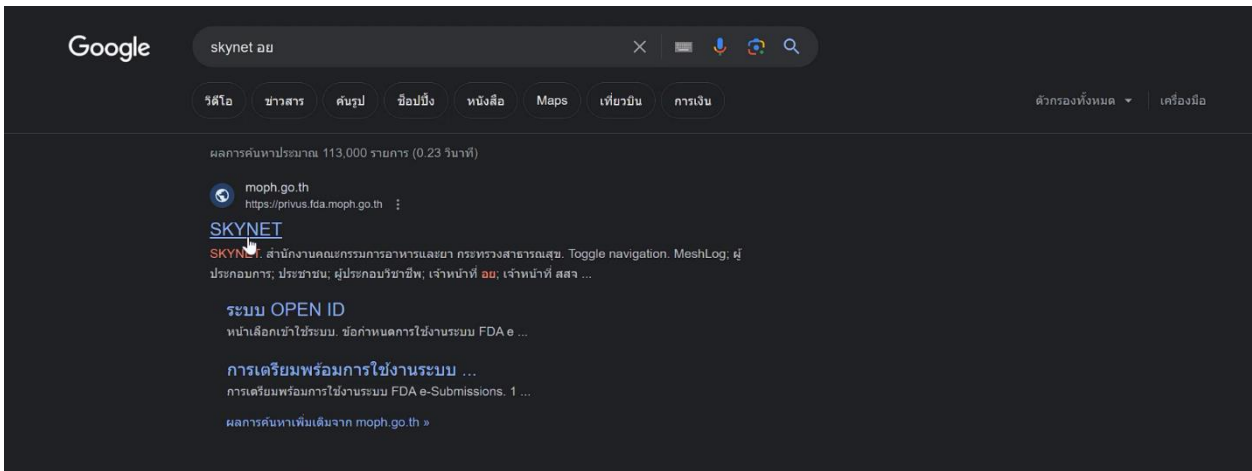 Google
skynet อย
วิดีโอ ข่าวสาร ค้นรูป ช็อปปิ้ง หนังสือ Maps เที่ยวบิน การเงิน ตัวกรองทั้งหมด เครื่องมือ
ผลการค้นหาประมาณ 113,000 รายการ (0.23 วินาที)
moph.go.th
https://privus.fda.moph.go.th
SKYNET
SKYNET. สำนักงานคณะกรรมการอาหารและยา กระทรวงสาธารณสุข. Toggle navigation. MeshLog; ผู้
ประกอบการ; ประชาชน; ผู้ประกอบวิชาชีพ; เจ้าหน้าที่ อย; เจ้าหน้าที่ สสจ ...
ระบบ OPEN ID
หน้าเลือกเข้าใช้ระบบ. ข้อกำหนดการใช้งานระบบ FDA e ...
การเตรียมพร้อมการใช้งานระบบ ...
การเตรียมพร้อมการใช้งานระบบ FDA e-Submissions. 1 ...
ผลการค้นหาเพิ่มเติมจาก moph.go.th »